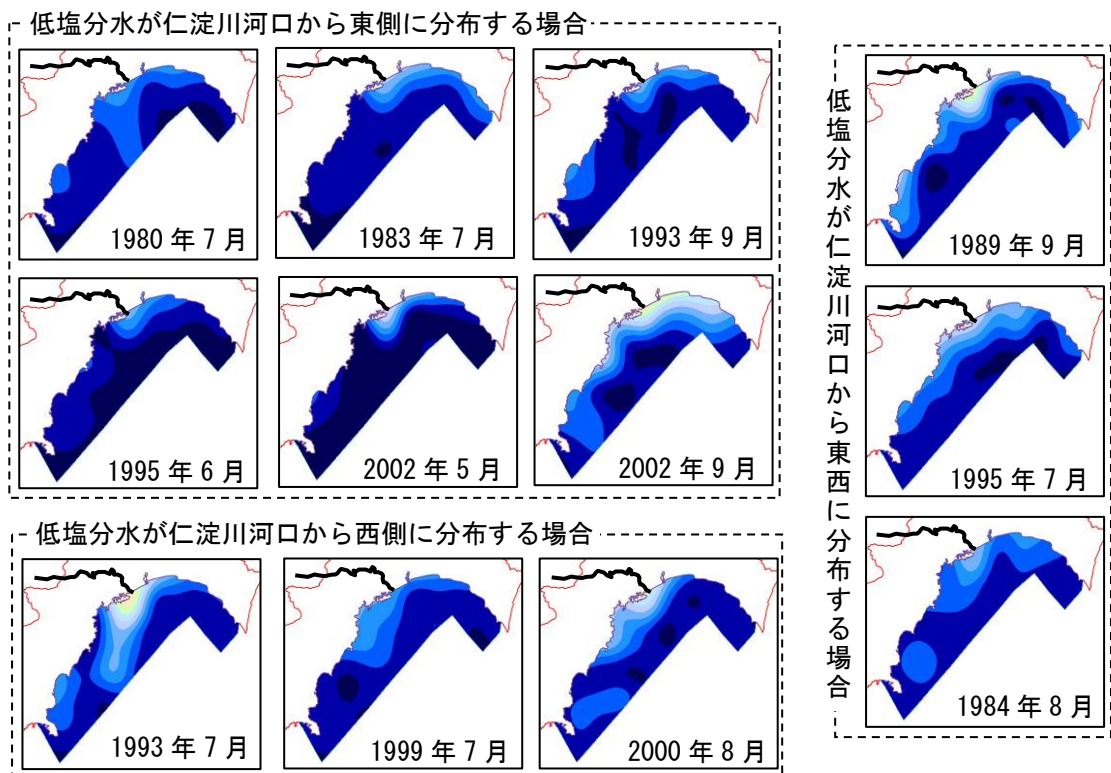 低塩分水が仁淀川河口から東側に分布する場合
1980 年 7 月
1983 年 7 月
1993 年 9 月
1995 年 6 月
2002 年 5 月
2002 年 9 月
低塩分水が仁淀川河口から西側に分布する場合
1993 年 7 月
1999 年 7 月
2000 年 8 月
低塩分水が仁淀川河口から東西に分布する場合
1989 年 9 月
1995 年 7 月
1984 年 8 月